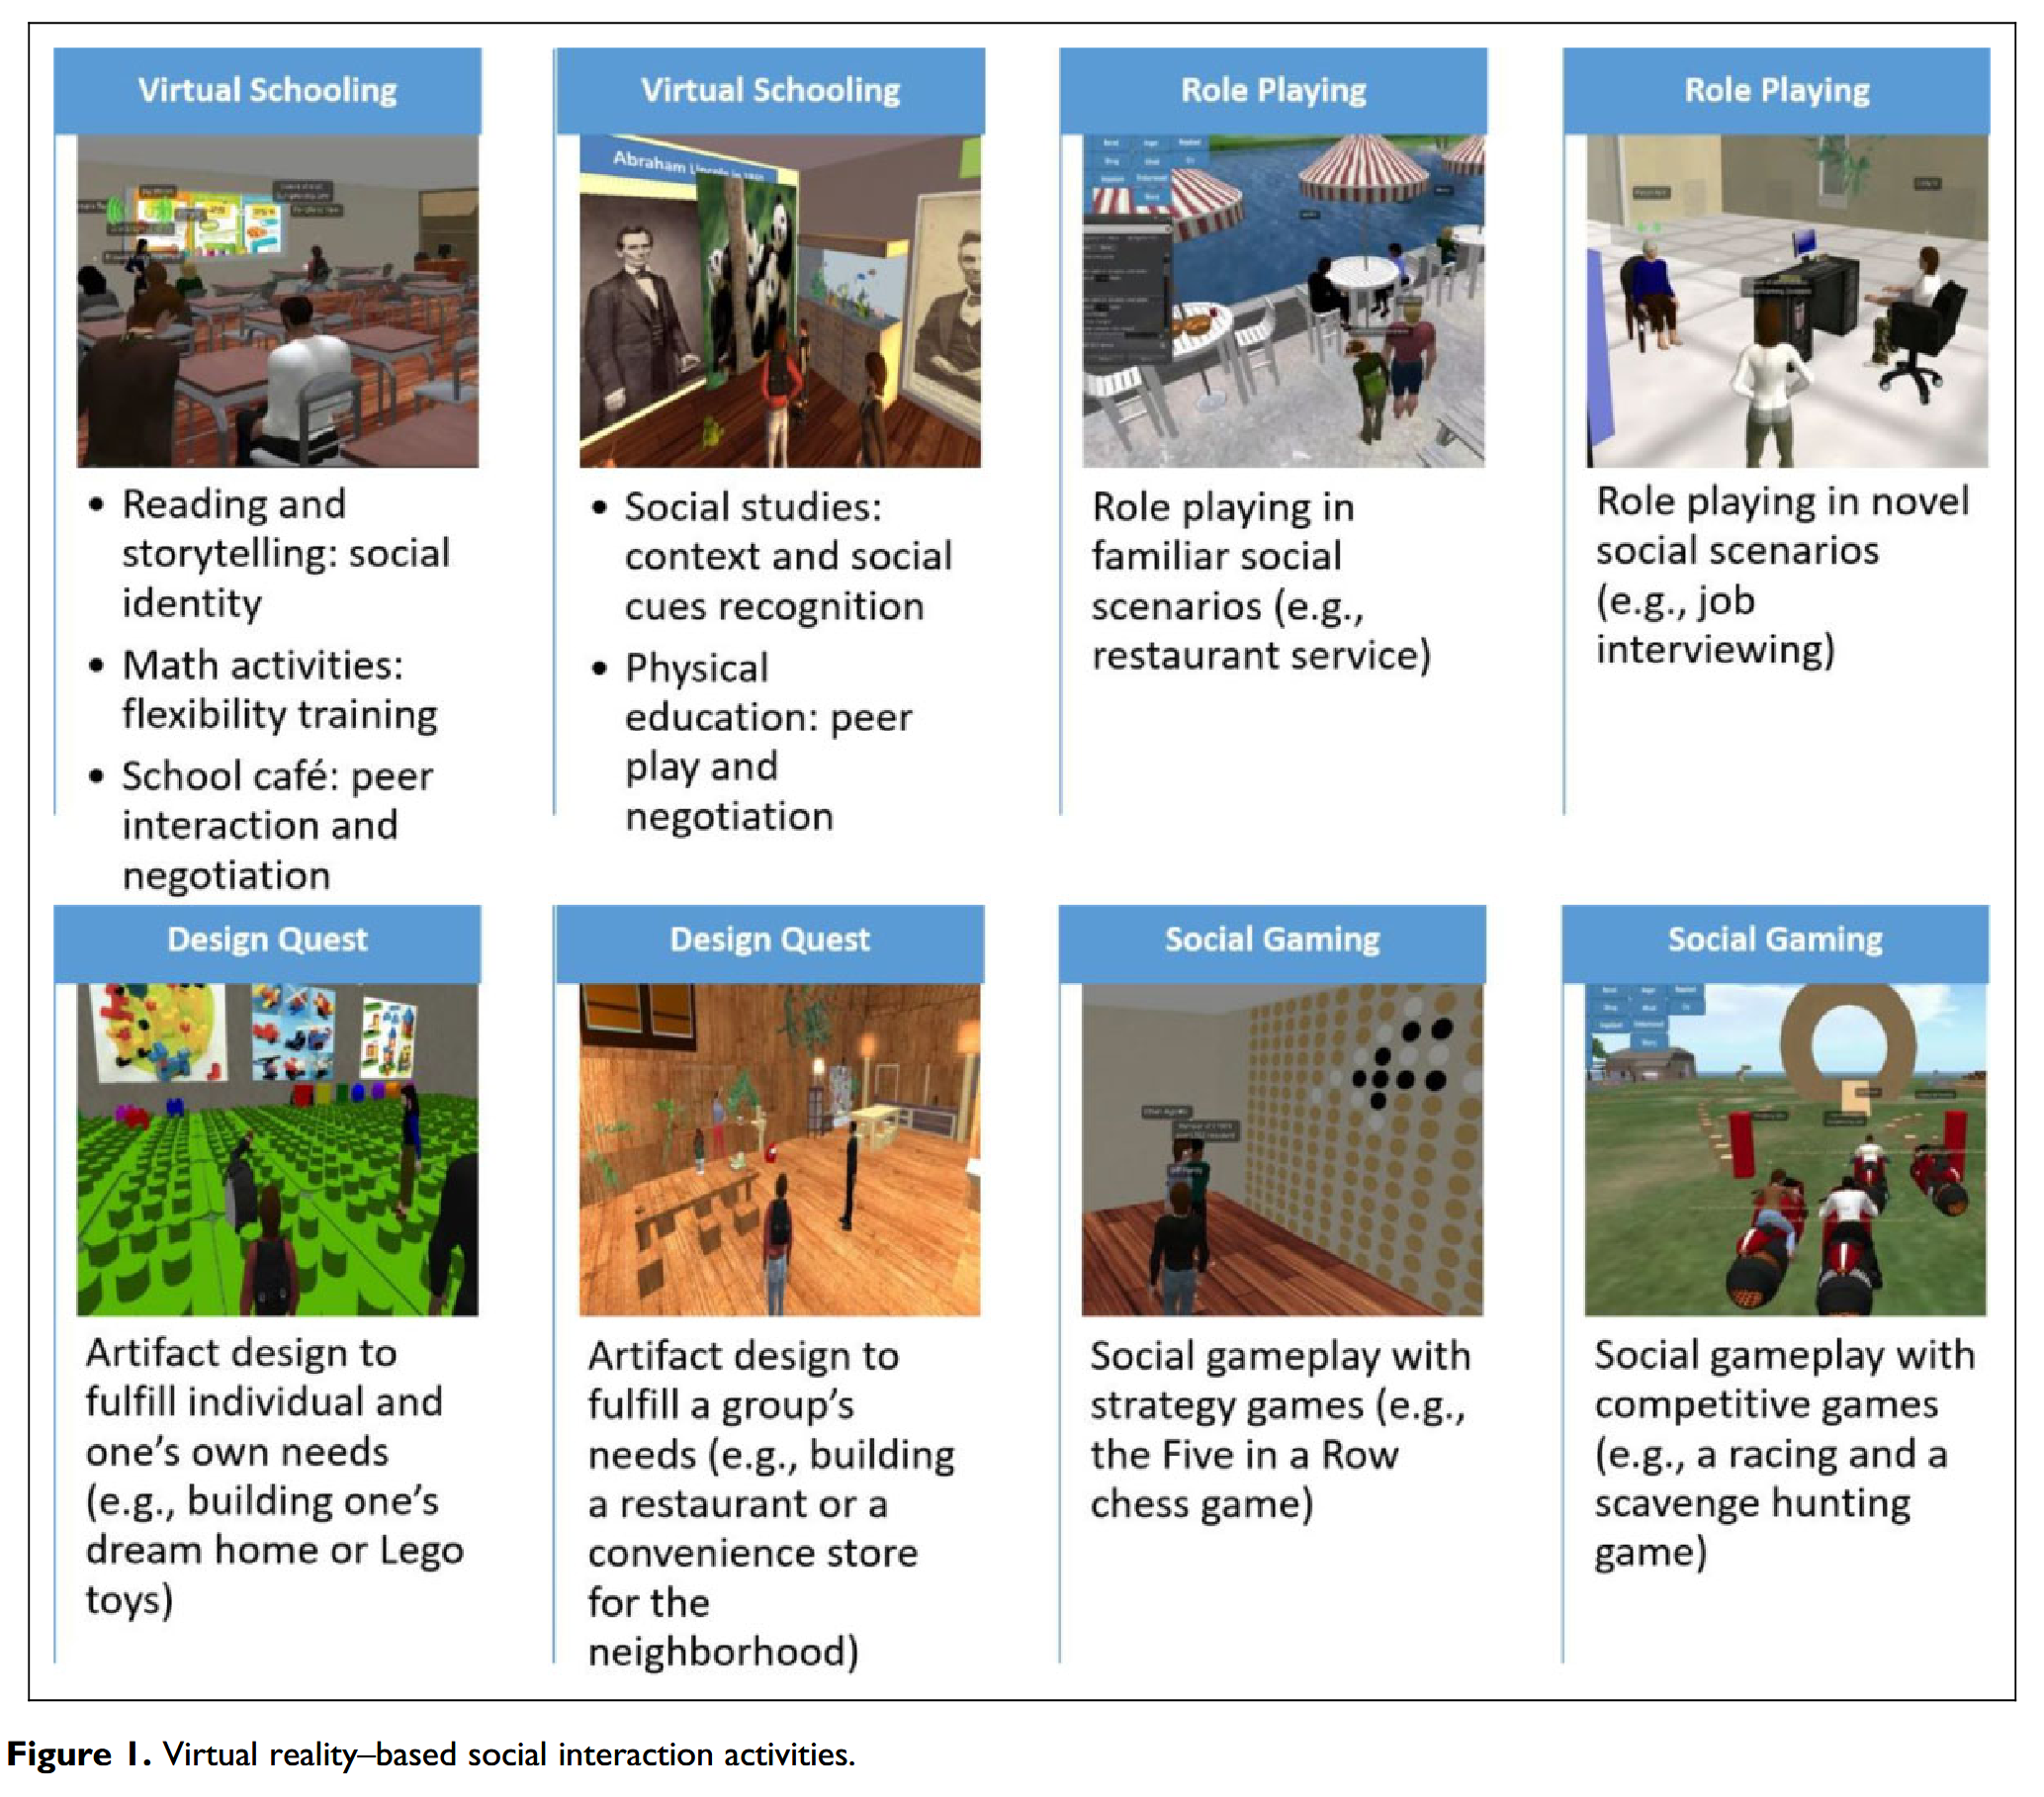 Virtual Schooling
Abraham Lincoln in
• Reading and
storytelling: social
identity
• Math activities:
flexibility training
• School café: peer
interaction and
negotiation
Virtual Schooling
• Social studies:
context and social
cues recognition
• Physical
education: peer
play and
negotiation
Role Playing
Role playing in
familiar social
scenarios (e.g.,
restaurant service)
Role Playing
Role playing in novel
social scenarios
(e.g., job
interviewing)
Design Quest
Artifact design to
fulfill individual and
one’s own needs
(e.g., building one’s
dream home or Lego
toys)
Design Quest
Artifact design to
fulfill a group’s
needs (e.g., building
a restaurant or a
convenience store
for the
neighborhood)
Social Gaming
Social gameplay with
strategy games (e.g.,
the Five in a Row
chess game)
Social Gaming
Social gameplay with
competitive games
(e.g., a racing and a
scavenge hunting
game)
Figure 1. Virtual reality–based social interaction activities.